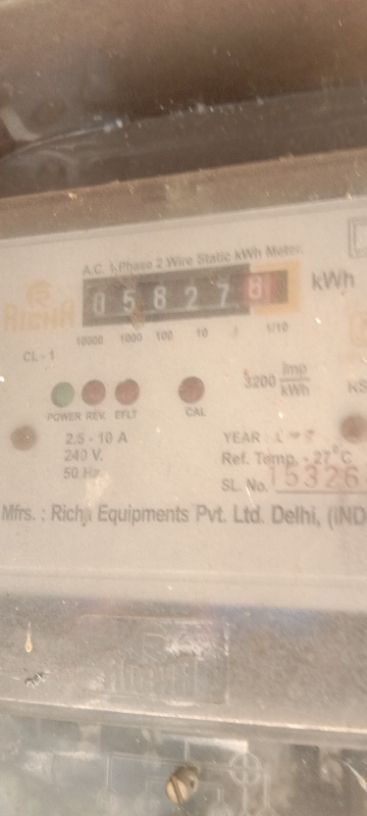 A.C. 1-Phase 2 Wire Static kWh Meter.
RICHA
0 5 8 2 7 8 kWh
10000 1000 100 10 1 1/10
CL-1
3200 Imp/kWh
POWER REV. EFLT CAL
2.5 - 10 A
YEAR :
240 V.
Ref. Temp. - 27°C
50 Hz
SL. No. 15326
Mfrs. : Richa Equipments Pvt. Ltd. Delhi, (IND